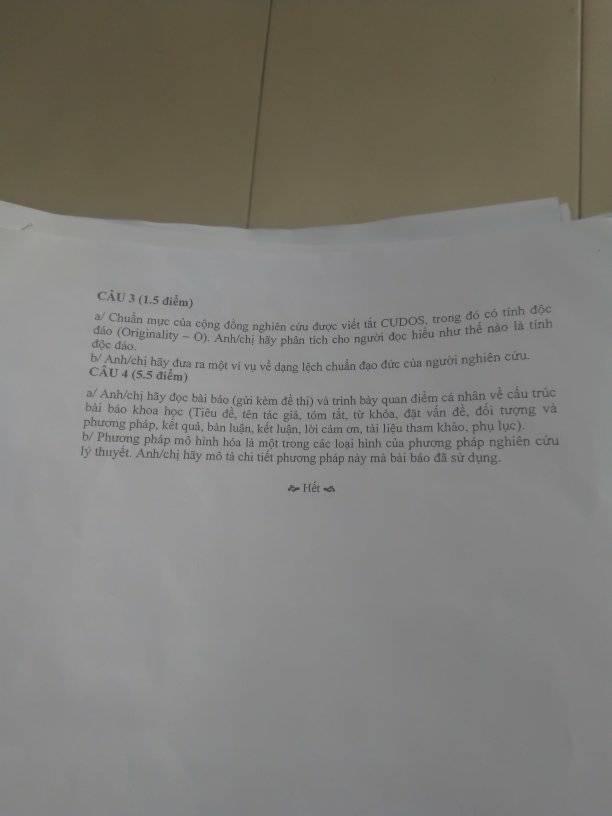 CÂU 3 (1.5 điểm)
a/ Chuẩn mực của cộng đồng nghiên cứu được viết tắt CUDOS, trong đó có tính độc
đáo (Originality – O). Anh/chị hãy phân tích cho người đọc hiểu như thế nào là tính
độc đáo.
b/ Anh/chị hãy đưa ra một ví vụ về dạng lệch chuẩn đạo đức của người nghiên cứu.
CÂU 4 (5.5 điểm)
a/ Anh/chị hãy đọc bài báo (gửi kèm đề thi) và trình bày quan điểm cá nhân về cấu trúc
bài báo khoa học (Tiêu đề, tên tác giả, tóm tắt, từ khóa, đặt vấn đề, đối tượng và
phương pháp, kết quả, bàn luận, kết luận, lời cảm ơn, tài liệu tham khảo, phụ lục).
b/ Phương pháp mô hình hóa là một trong các loại hình của phượng pháp nghiên cứu
lý thuyết. Anh/chị hãy mô tả chi tiết phương pháp này mà bài báo đã sử dụng.
Hết